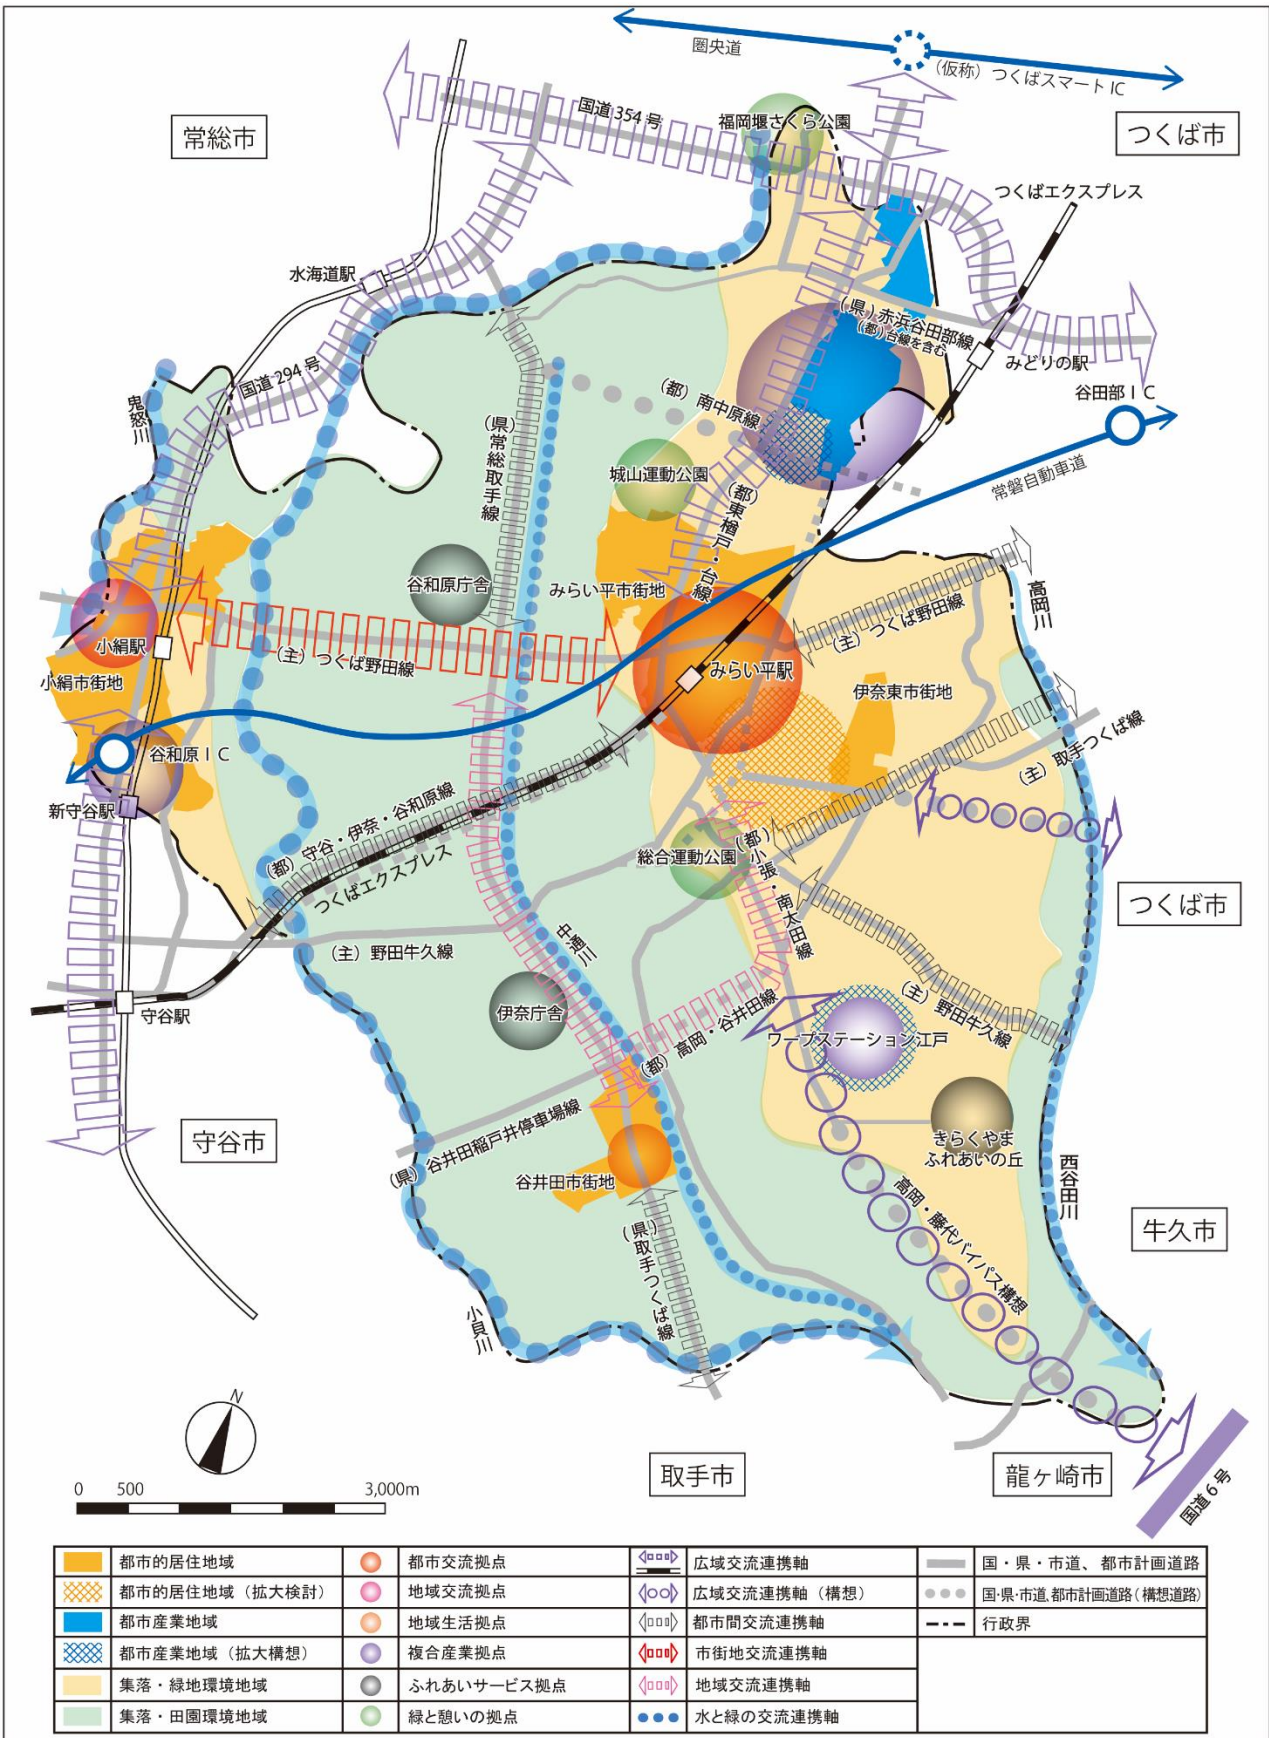 圏央道
(仮称)つくばスマートIC
国道354号
福岡堰さくら公園
常総市
つくば市
つくばエクスプレス
水海道駅
(県)赤浜谷田部線
(都)台線を含む
みどりの駅
国道294号
谷田部IC
鬼怒川
(都)南中原線
(県)常総取手線
城山運動公園
常磐自動車道
(都)東楢戸・台線
谷和原庁舎
みらい平市街地
高岡川
小絹駅
(主)つくば野田線
(主)つくば野田線
みらい平駅
小絹市街地
伊奈東市街地
谷和原IC
(主)取手つくば線
新守谷駅
(都)守谷・伊奈・谷和原線
つくばエクスプレス
総合運動公園
(都)小張・南太田線
つくば市
中通川
(主)野田牛久線
(主)野田牛久線
守谷駅
伊奈庁舎
(都)高岡・谷井田線
ワープステーション江戸
守谷市
(県)谷井田稲戸井停車場線
きらくやま
ふれあいの丘
谷井田市街地
西谷田川
高岡・藤代バイパス構想
牛久市
(県)取手つくば線
小貝川
N
取手市
龍ヶ崎市
国道6号
0 500 3,000m
都市的居住地域 都市交流拠点 広域交流連携軸 国・県・市道、都市計画道路
都市的居住地域(拡大検討) 地域交流拠点 広域交流連携軸(構想) 国・県・市道、都市計画道路(構想道路)
都市産業地域 地域生活拠点 都市間交流連携軸 行政界
都市産業地域(拡大構想) 複合産業拠点 市街地交流連携軸
集落・緑地環境地域 ふれあいサービス拠点 地域交流連携軸
集落・田園環境地域 緑と憩いの拠点 水と緑の交流連携軸